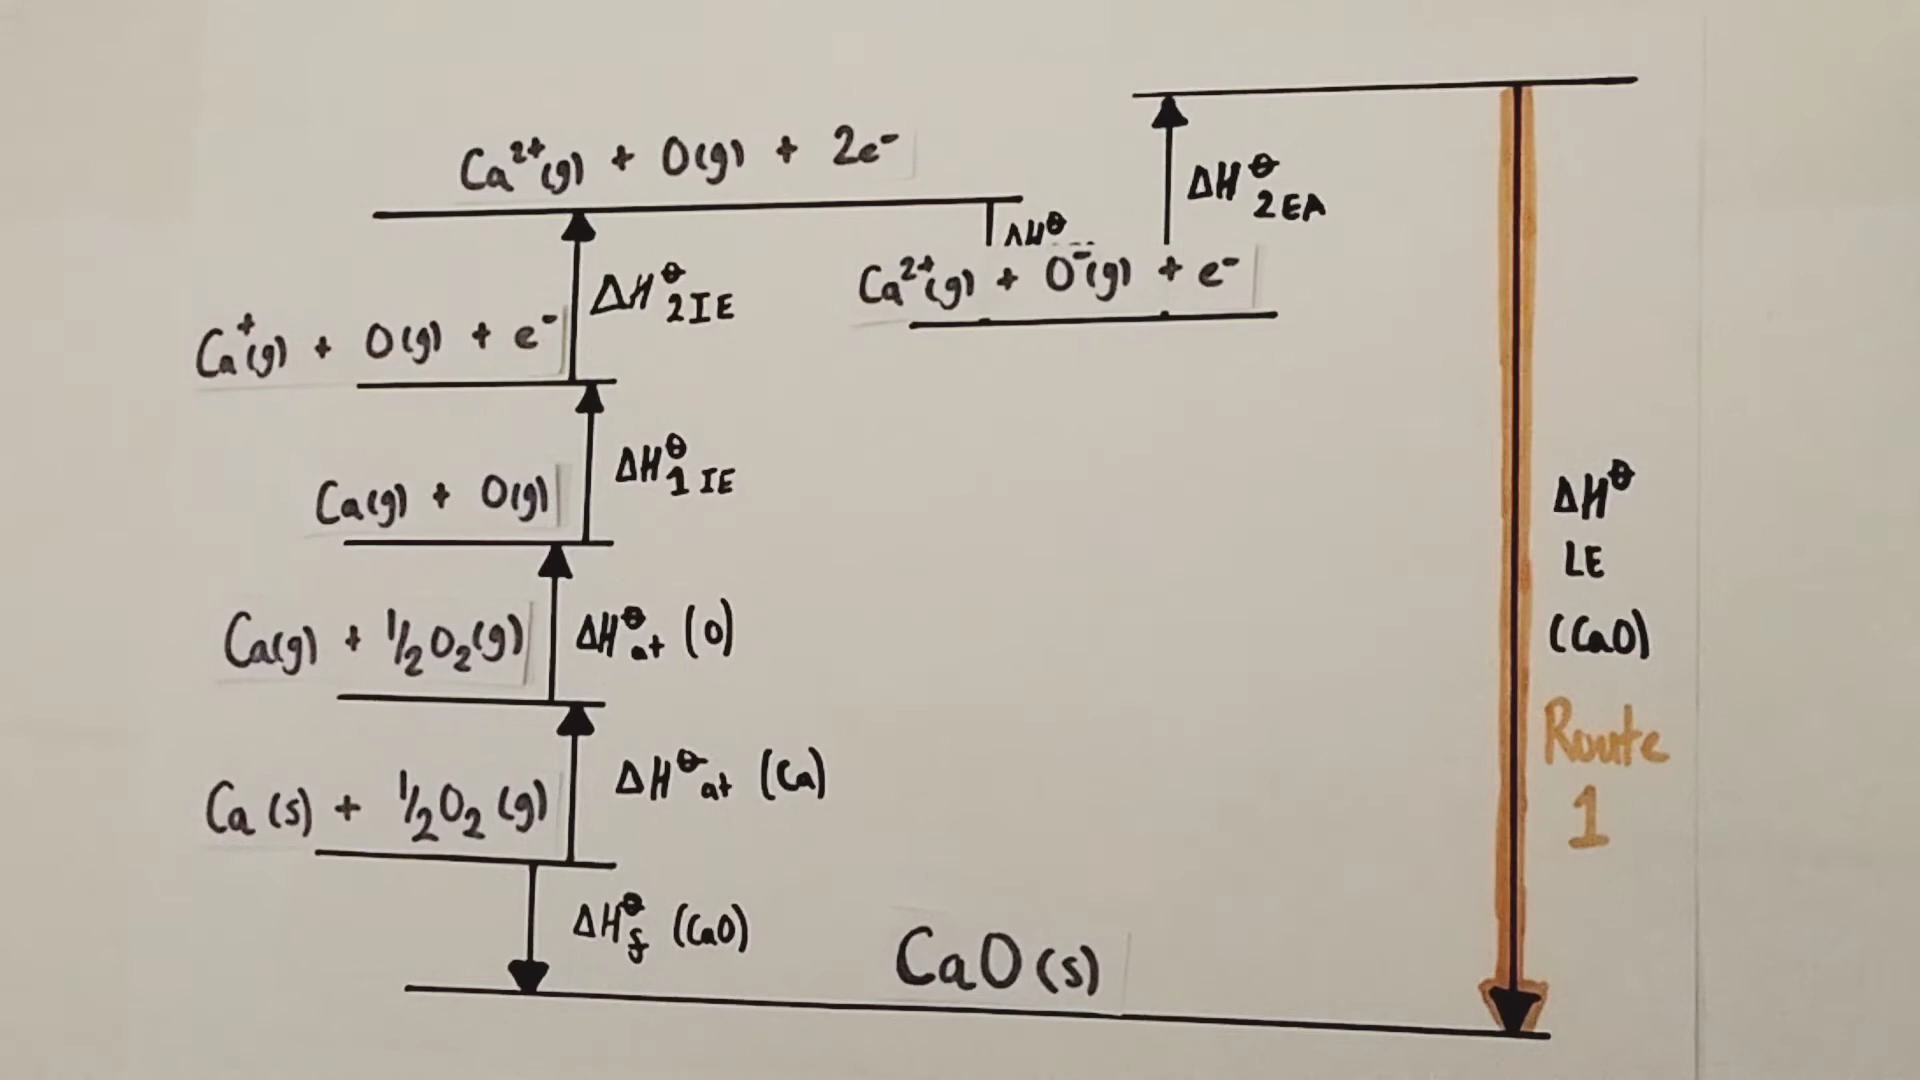 Ca²⁺(g) + O(g) + 2e⁻
ΔH^θ 2EA
ΔH^θ
Ca²⁺(g) + O⁻(g) + e⁻
ΔH^θ 2IE
Ca⁺(g) + O(g) + e⁻
ΔH^θ 1IE
Ca(g) + O(g)
ΔH^θ
LE
(CaO)
Ca(g) + ½O₂(g)
ΔH^θ at (O)
Route
1
Ca(s) + ½O₂(g)
ΔH^θ at (Ca)
ΔH^θ f (CaO)
CaO(s)